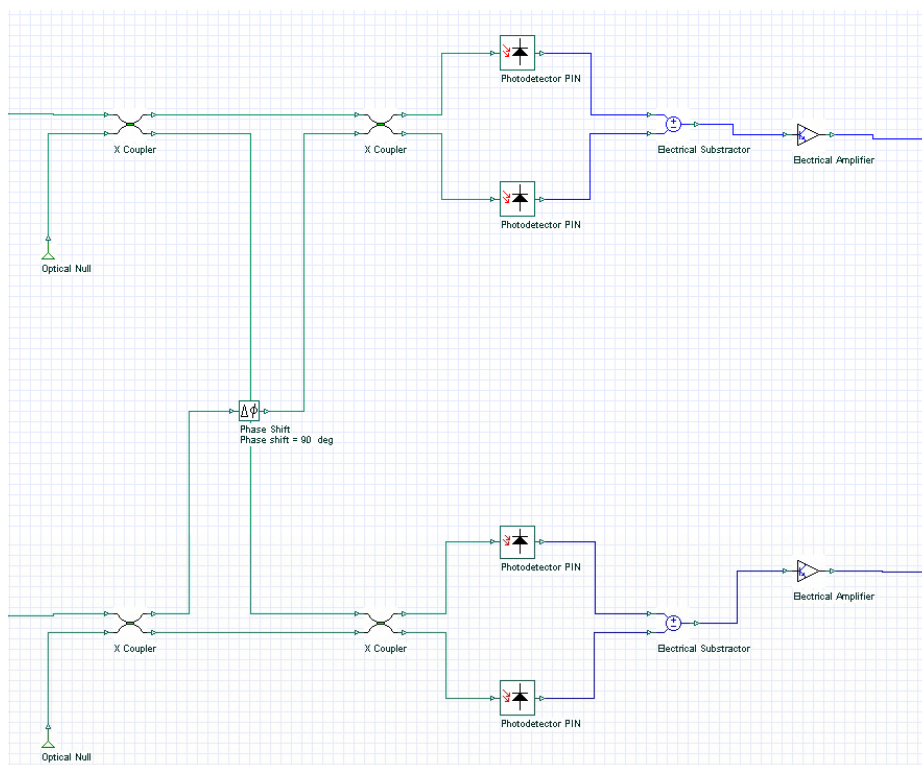 Photodetector PIN
X Coupler
X Coupler
Electrical Substractor
Electrical Amplifier
Photodetector PIN
Optical Null
Δϕ
Phase Shift
Phase shift = 90 deg
Photodetector PIN
Electrical Amplifier
X Coupler
X Coupler
Electrical Substractor
Photodetector PIN
Optical Null